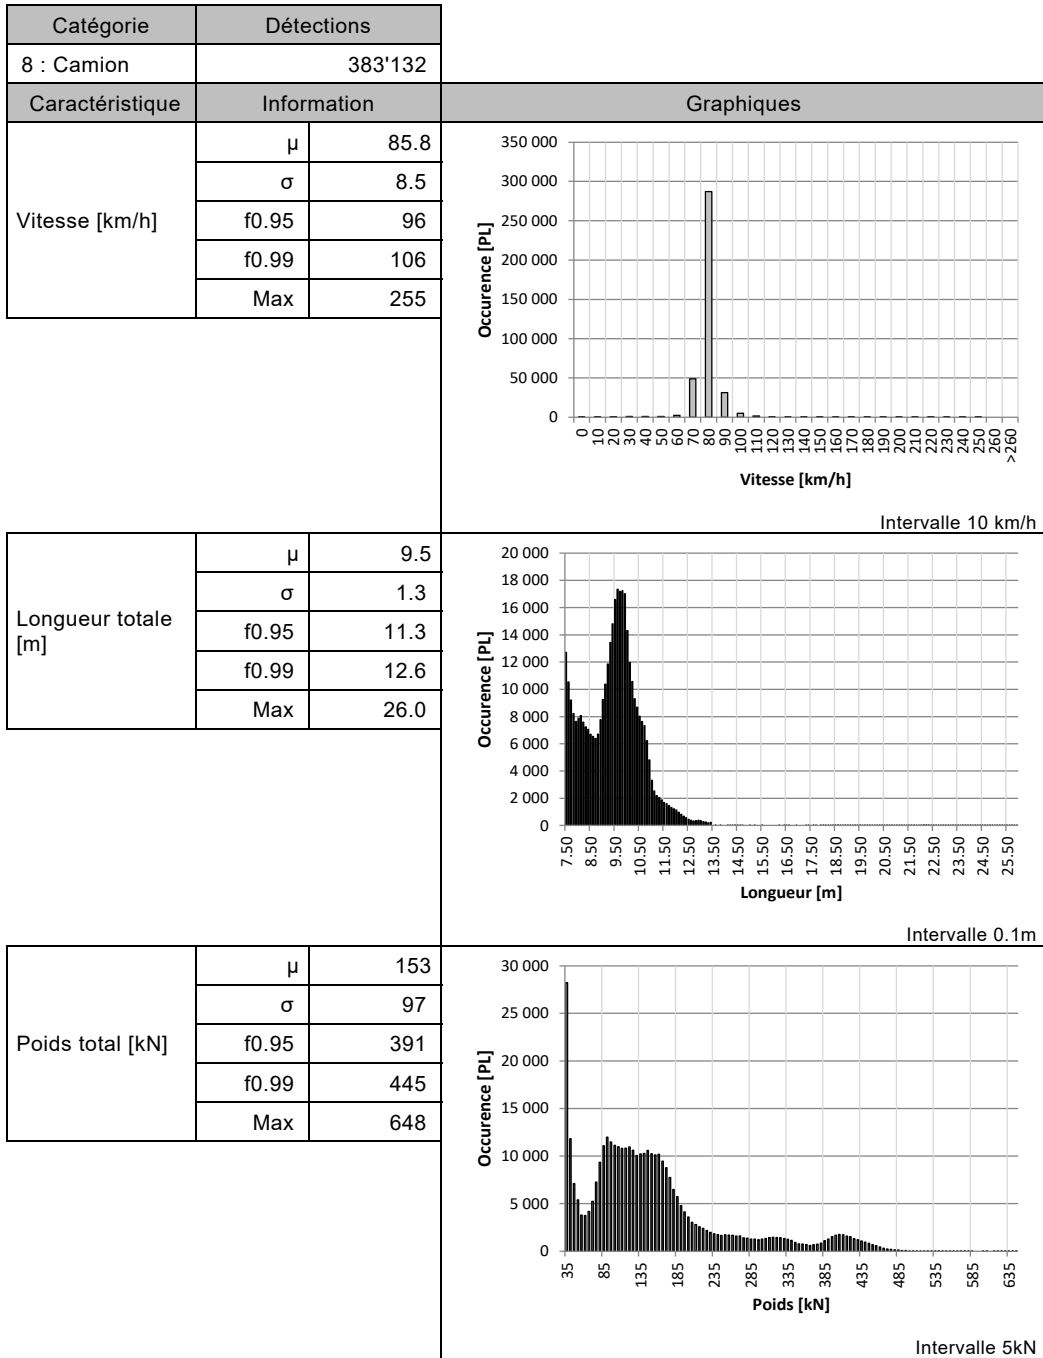 Catégorie Détections
8 : Camion 383'132
Caractéristique Information Graphiques
Vitesse [km/h]
µ 85.8
σ 8.5
f0.95 96
f0.99 106
Max 255
350 000
300 000
250 000
200 000
150 000
100 000
50 000
0
Occurence [PL]
0 10 20 30 40 50 60 70 80 90 100 110 120 130 140 150 160 170 180 190 200 210 220 230 240 250 260 >260
Vitesse [km/h]
Intervalle 10 km/h
Longueur totale
[m]
µ 9.5
σ 1.3
f0.95 11.3
f0.99 12.6
Max 26.0
20 000
18 000
16 000
14 000
12 000
10 000
8 000
6 000
4 000
2 000
0
Occurence [PL]
7.50 8.50 9.50 10.50 11.50 12.50 13.50 14.50 15.50 16.50 17.50 18.50 19.50 20.50 21.50 22.50 23.50 24.50 25.50
Longueur [m]
Intervalle 0.1m
Poids total [kN]
µ 153
σ 97
f0.95 391
f0.99 445
Max 648
30 000
25 000
20 000
15 000
10 000
5 000
0
Occurence [PL]
35 85 135 185 235 285 335 385 435 485 535 585 635
Poids [kN]
Intervalle 5kN